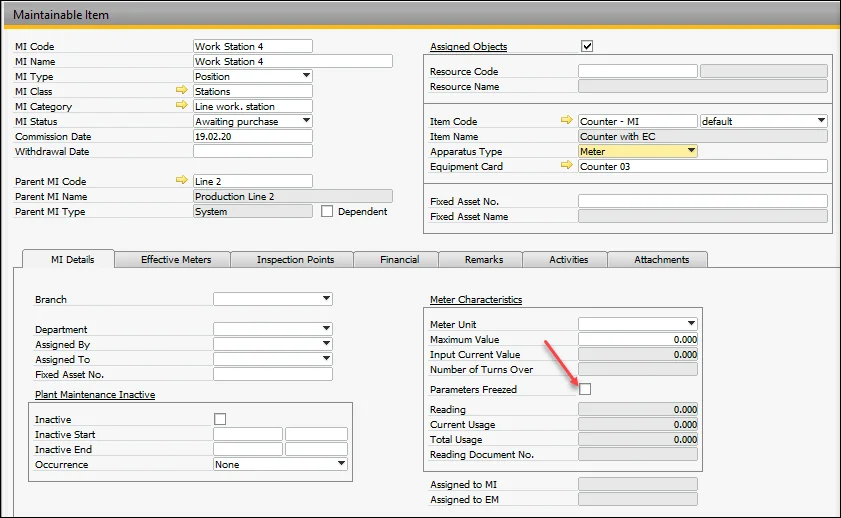 Maintainable Item
MI Code Work Station 4
MI Name Work Station 4
MI Type Position
MI Class Stations
MI Category Line work. station
MI Status Awaiting purchase
Commission Date 19.02.20
Withdrawal Date
Parent MI Code Line 2
Parent MI Name Production Line 2
Parent MI Type System Dependent
Assigned Objects
Resource Code
Resource Name
Item Code Counter - MI default
Item Name Counter with EC
Apparatus Type Meter
Equipment Card Counter 03
Fixed Asset No.
Fixed Asset Name
MI Details Effective Meters Inspection Points Financial Remarks Activities Attachments
Branch
Department
Assigned By
Assigned To
Fixed Asset No.
Plant Maintenance Inactive
Inactive
Inactive Start
Inactive End
Occurrence None
Meter Characteristics
Meter Unit
Maximum Value 0.000
Input Current Value 0.000
Number of Turns Over
Parameters Freezed
Reading 0.000
Current Usage 0.000
Total Usage 0.000
Reading Document No.
Assigned to MI
Assigned to EM